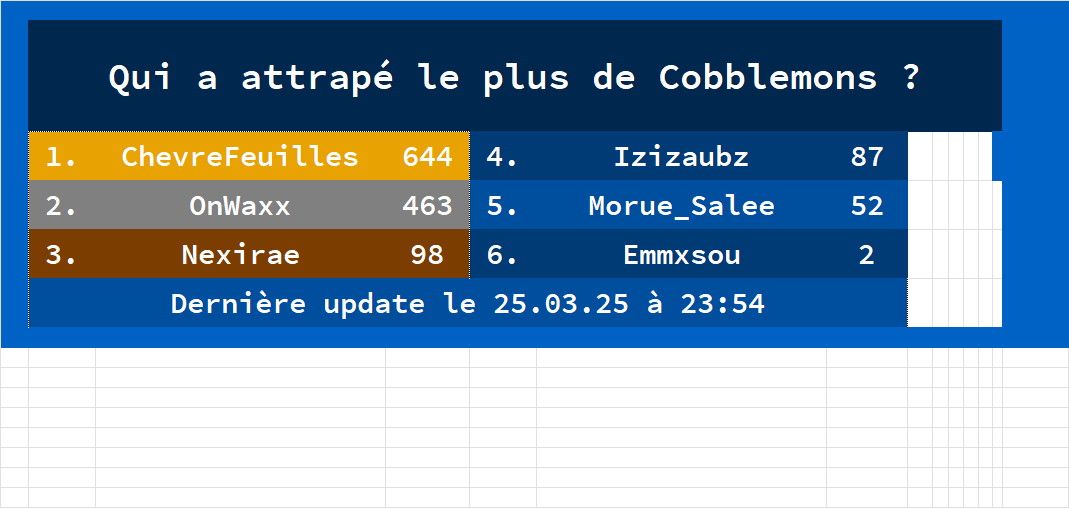 Qui a attrapé le plus de Cobblemons ?
1. ChevreFeuilles 644 4. Izizaubz 87
2. OnWaxx 463 5. Morue_Salee 52
3. Nexirae 98 6. Emmxsou 2
Dernière update le 25.03.25 à 23:54